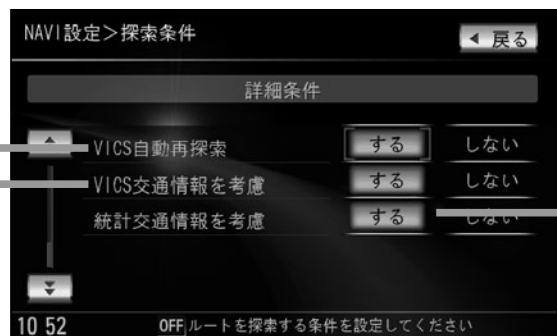 NAVI設定＞探索条件
戻る
詳細条件
VICS自動再探索 する しない
VICS交通情報を考慮 する しない
統計交通情報を考慮 する しない
10 52 OFF ルートを探索する条件を設定してください